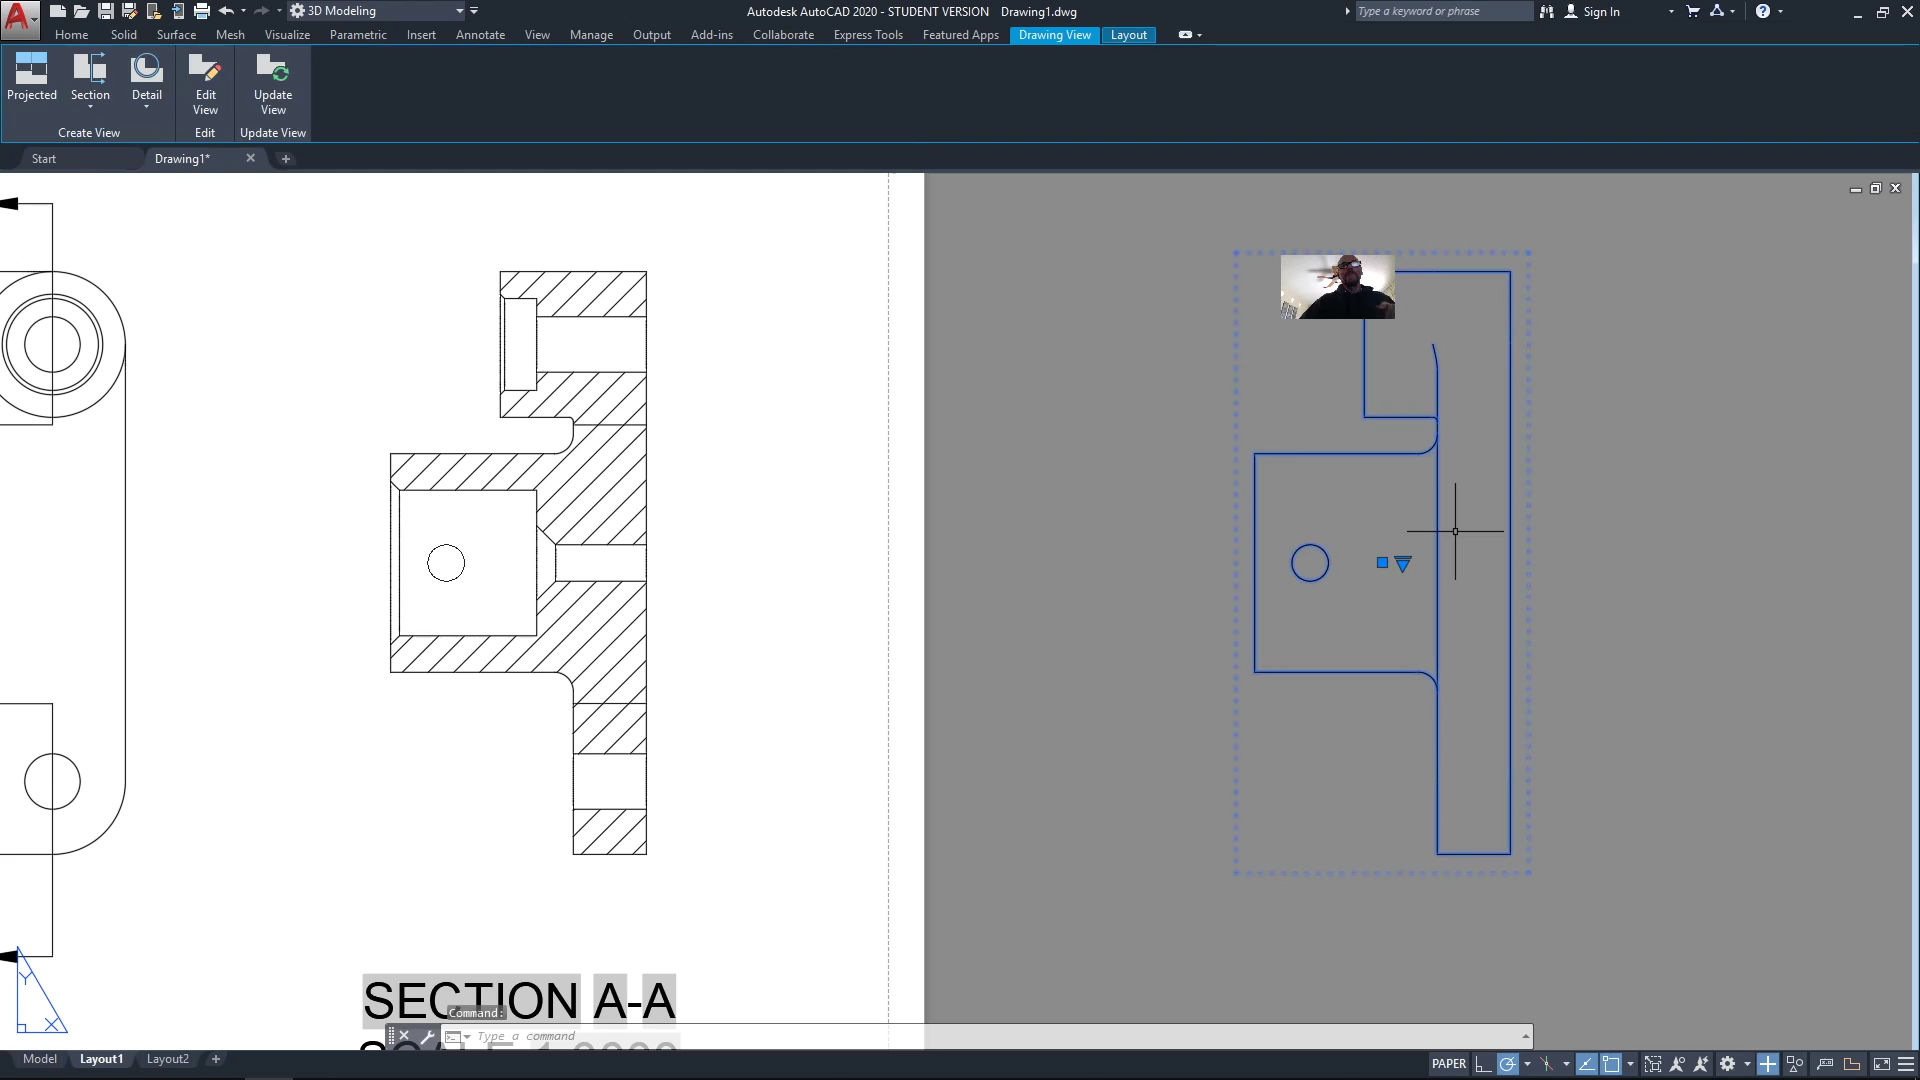 3D Modeling
Autodesk AutoCAD 2020 - STUDENT VERSION Drawing1.dwg
Type a keyword or phrase
Sign In
Home Solid Surface Mesh Visualize Parametric Insert Annotate View Manage Output Add-ins Collaborate Express Tools Featured Apps Drawing View Layout
Projected Section Detail Edit View Update View
Create View Edit Update View
Start Drawing1*
Y
X
SECTION A-A
Command:
Type a command
Model Layout1 Layout2
PAPER